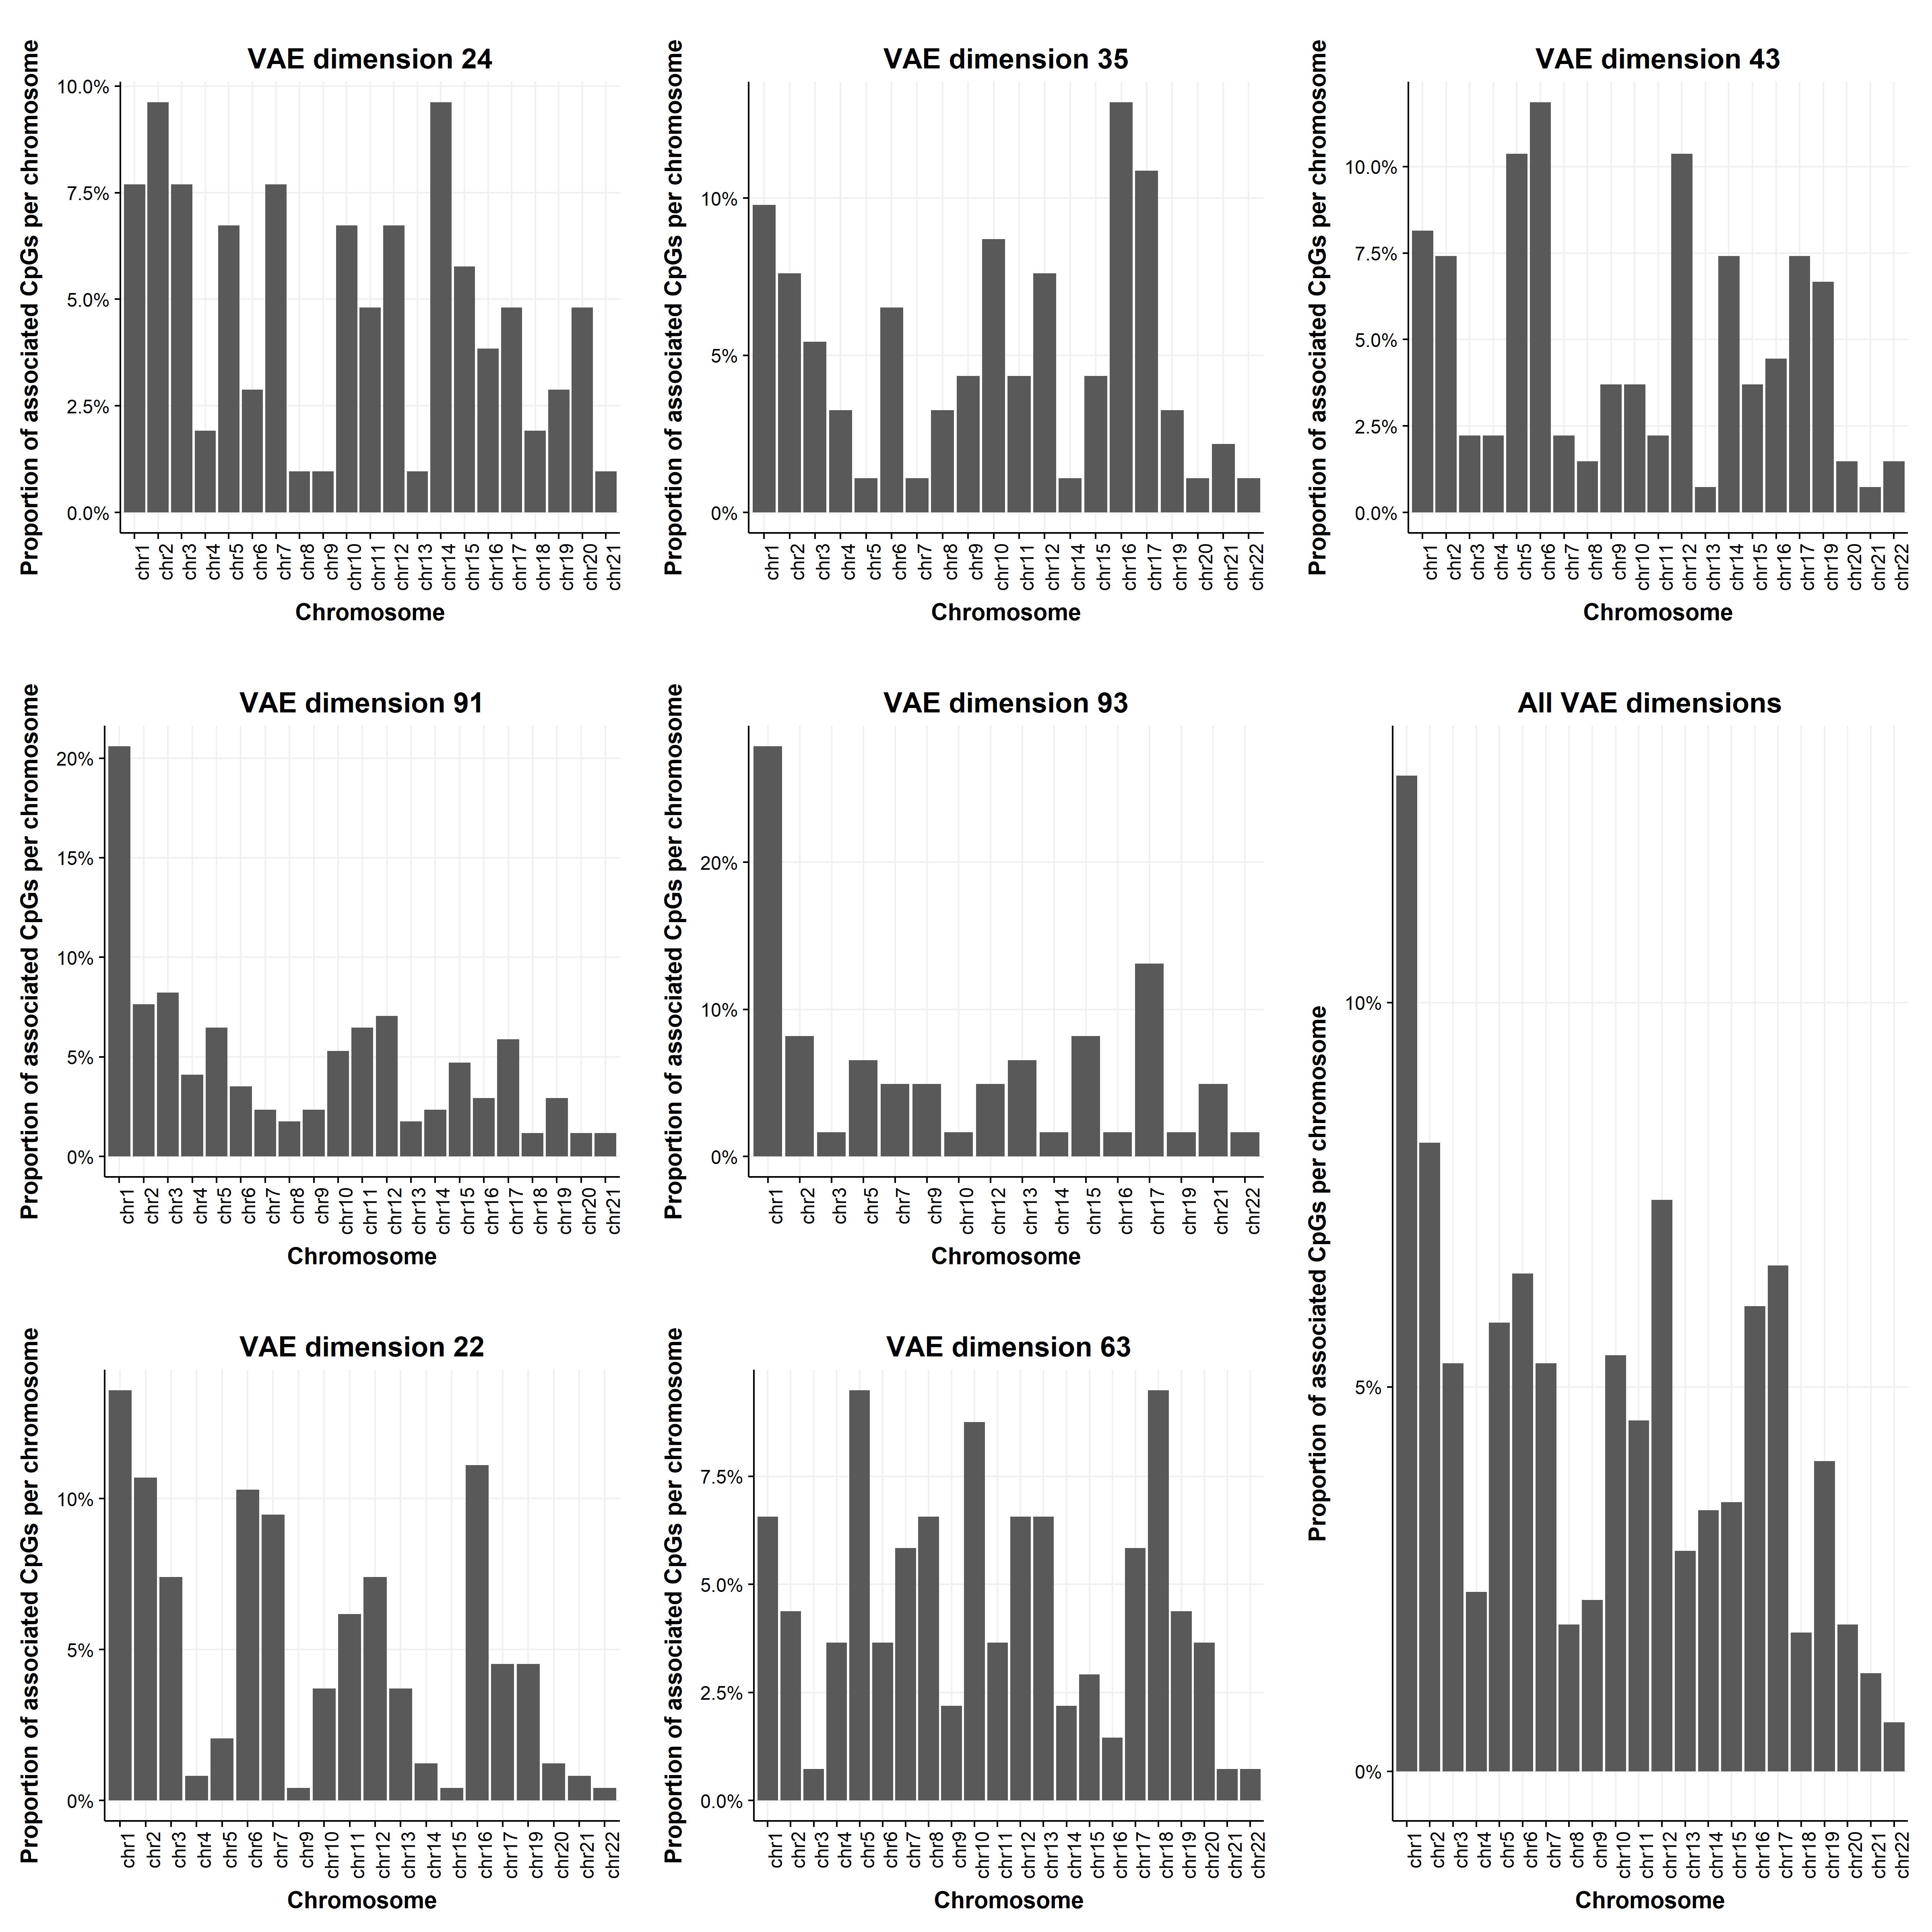 VAE dimension 24
Proportion of associated CpGs per chromosome
10.0%
7.5%
5.0%
2.5%
0.0%
chr1 chr2 chr3 chr4 chr5 chr6 chr7 chr8 chr9 chr10 chr11 chr12 chr13 chr14 chr15 chr16 chr17 chr18 chr19 chr20 chr21
Chromosome
VAE dimension 35
Proportion of associated CpGs per chromosome
10%
5%
0%
chr1 chr2 chr3 chr4 chr5 chr6 chr7 chr8 chr9 chr10 chr11 chr12 chr14 chr15 chr16 chr17 chr19 chr20 chr21 chr22
Chromosome
VAE dimension 43
Proportion of associated CpGs per chromosome
10.0%
7.5%
5.0%
2.5%
0.0%
chr1 chr2 chr3 chr4 chr5 chr6 chr7 chr8 chr9 chr10 chr11 chr12 chr13 chr14 chr15 chr16 chr17 chr19 chr20 chr21 chr22
Chromosome
VAE dimension 91
Proportion of associated CpGs per chromosome
20%
15%
10%
5%
0%
chr1 chr2 chr3 chr4 chr5 chr6 chr7 chr8 chr9 chr10 chr11 chr12 chr13 chr14 chr15 chr16 chr17 chr18 chr19 chr20 chr21
Chromosome
VAE dimension 93
Proportion of associated CpGs per chromosome
20%
10%
0%
chr1 chr2 chr3 chr5 chr7 chr9 chr10 chr12 chr13 chr14 chr15 chr16 chr17 chr19 chr21 chr22
Chromosome
All VAE dimensions
Proportion of associated CpGs per chromosome
10%
5%
0%
chr1 chr2 chr3 chr4 chr5 chr6 chr7 chr8 chr9 chr10 chr11 chr12 chr13 chr14 chr15 chr16 chr17 chr18 chr19 chr20 chr21 chr22
Chromosome
VAE dimension 22
Proportion of associated CpGs per chromosome
10%
5%
0%
chr1 chr2 chr3 chr4 chr5 chr6 chr7 chr9 chr10 chr11 chr12 chr13 chr14 chr15 chr16 chr17 chr19 chr20 chr21 chr22
Chromosome
VAE dimension 63
Proportion of associated CpGs per chromosome
7.5%
5.0%
2.5%
0.0%
chr1 chr2 chr3 chr4 chr5 chr6 chr7 chr8 chr9 chr10 chr11 chr12 chr13 chr14 chr15 chr16 chr17 chr18 chr19 chr20 chr21 chr22
Chromosome